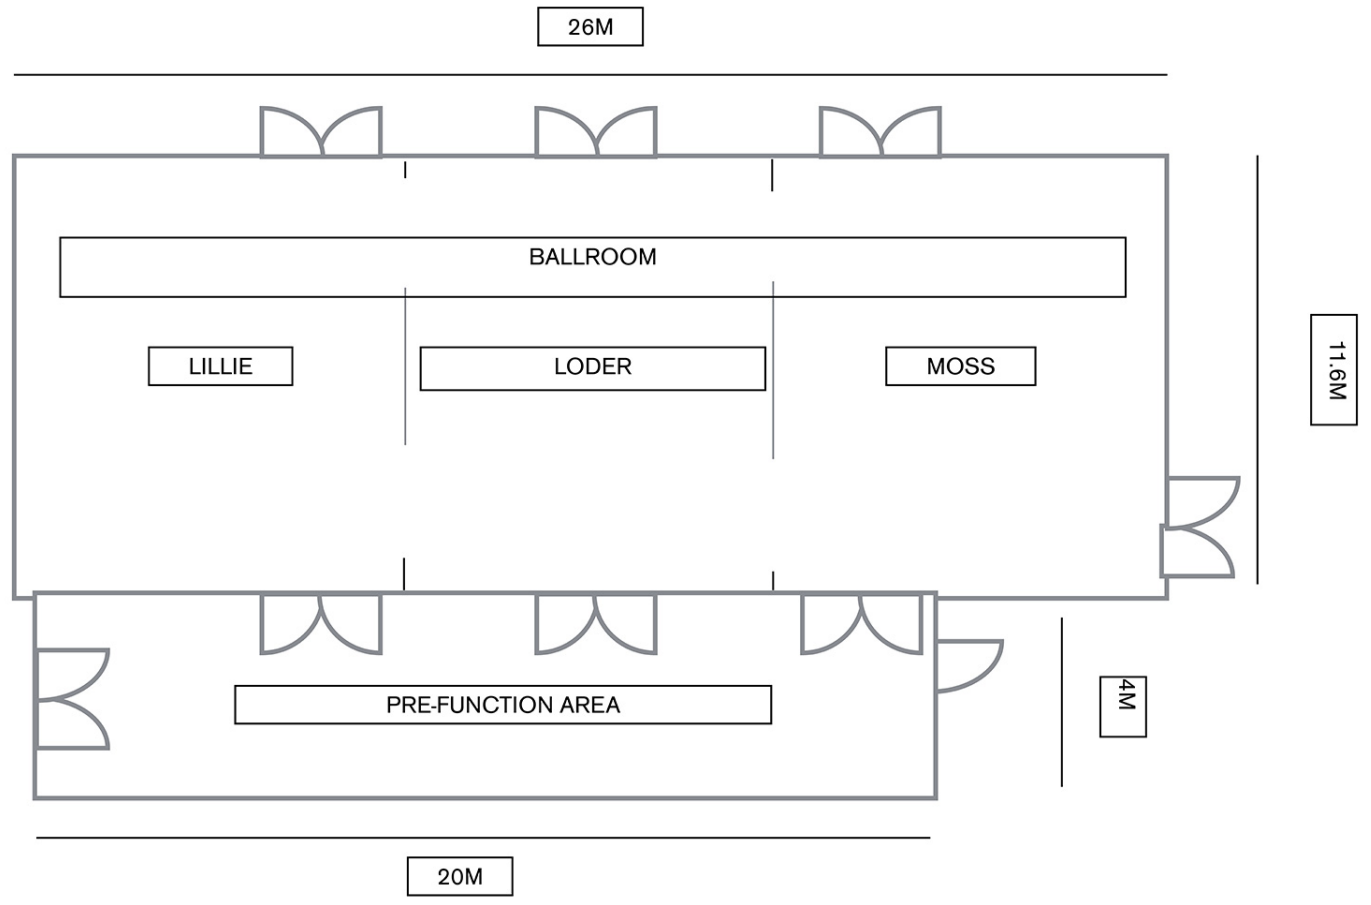 26M
BALLROOM
LILLIE
LODER
MOSS
11.6M
PRE-FUNCTION AREA
4M
20M